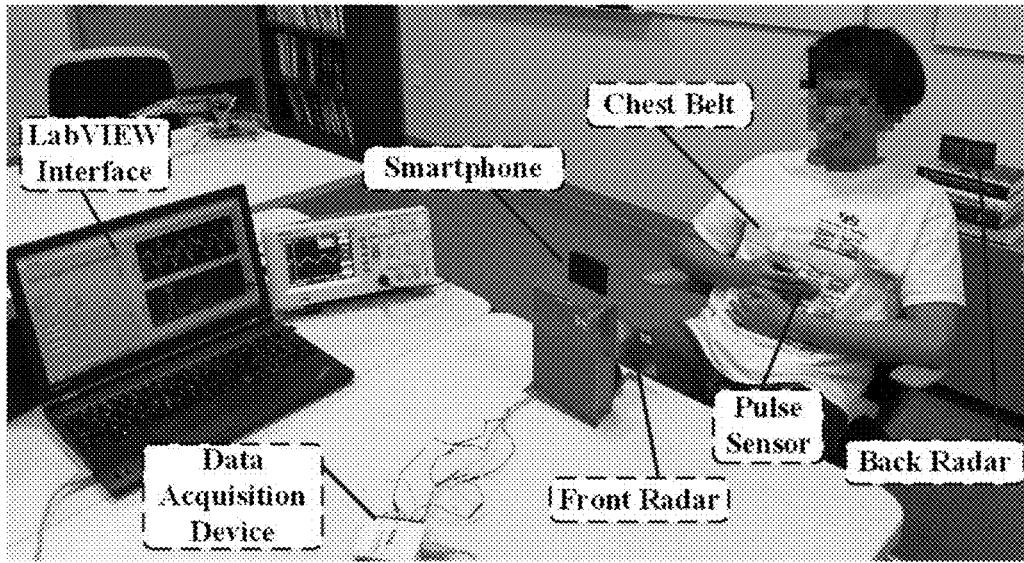 Chest Belt
LabVIEW
Interface
Smartphone
Pulse
Sensor
Back Radar
Data
Acquisition
Device
Front Radar